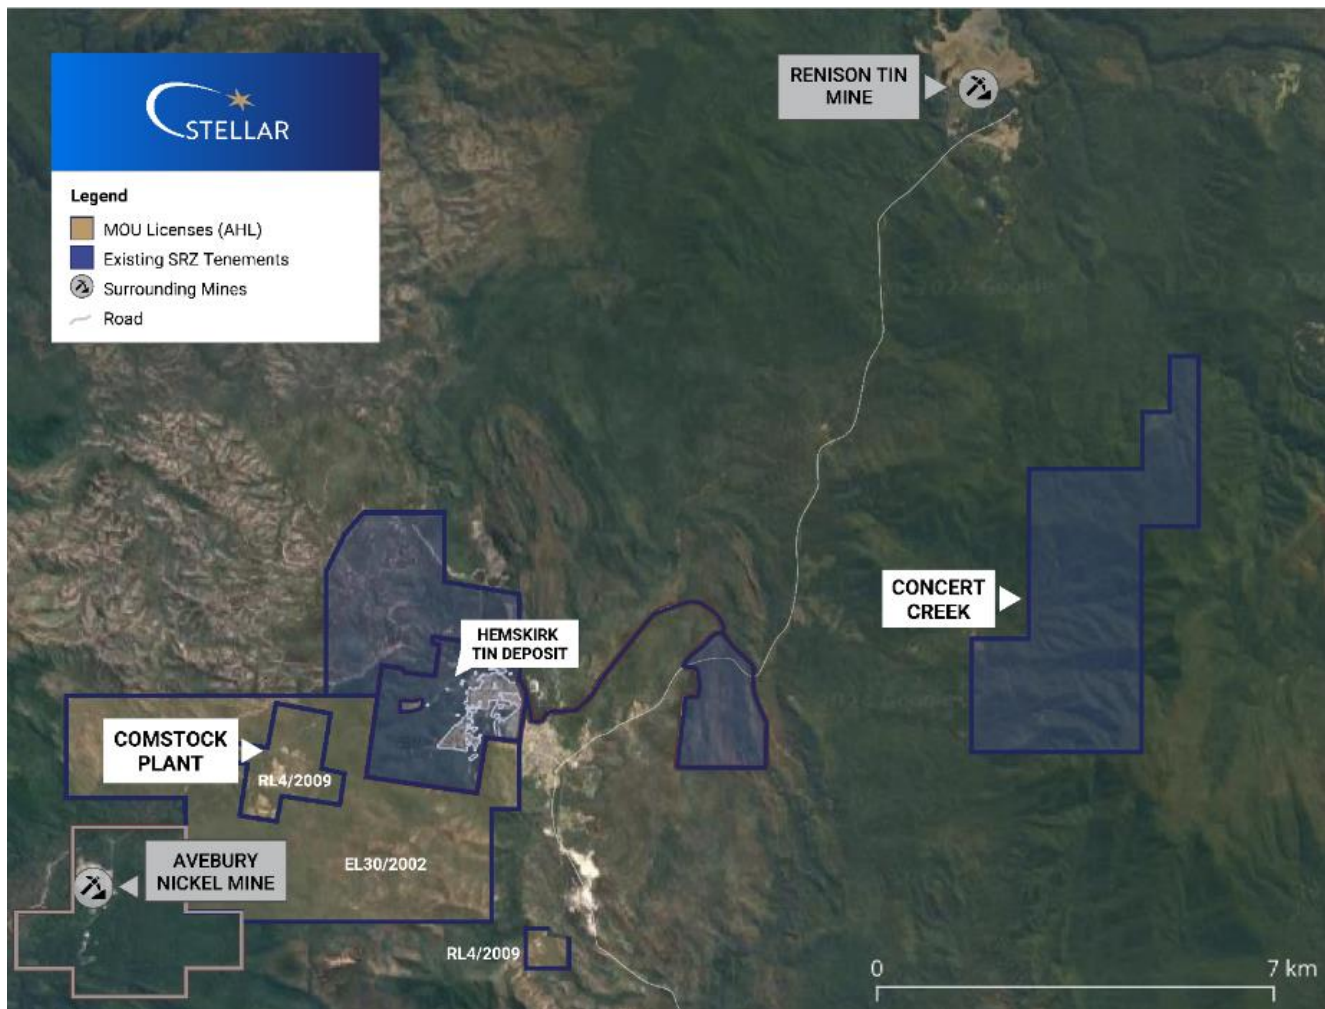 STELLAR
Legend
MOU Licenses (AHL)
Existing SRZ Tenements
Surrounding Mines
Road
RENISON TIN
MINE
CONCERT
CREEK
HEMSKIRK
TIN DEPOSIT
COMSTOCK
PLANT
RL4/2009
EL30/2002
AVEBURY
NICKEL MINE
RL4/2009
0
7 km